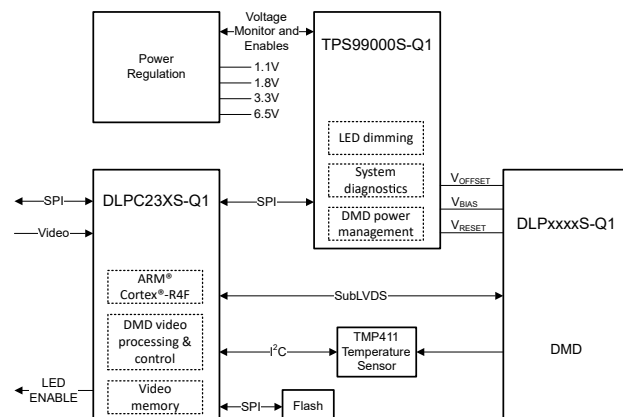 Voltage
Monitor and
Enables
TPS99000S-Q1
Power
Regulation
1.1V
1.8V
3.3V
6.5V
LED dimming
System
diagnostics
DMD power
management
VOFFSET
VBIAS
VRESET
DLPxxxxS-Q1
SPI
DLPC23XS-Q1
SPI
Video
ARM®
Cortex®-R4F
SubLVDS
DMD video
processing &
control
I²C
TMP411
Temperature
Sensor
DMD
LED
ENABLE
Video
memory
SPI
Flash